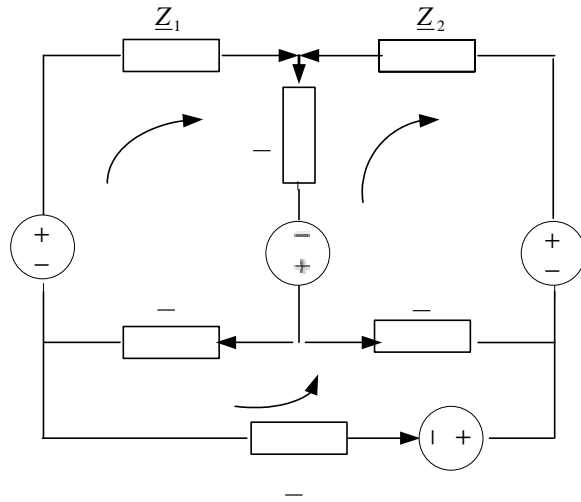 Z₁ Z₂
+ − +
+ +
− + −
− −
− +